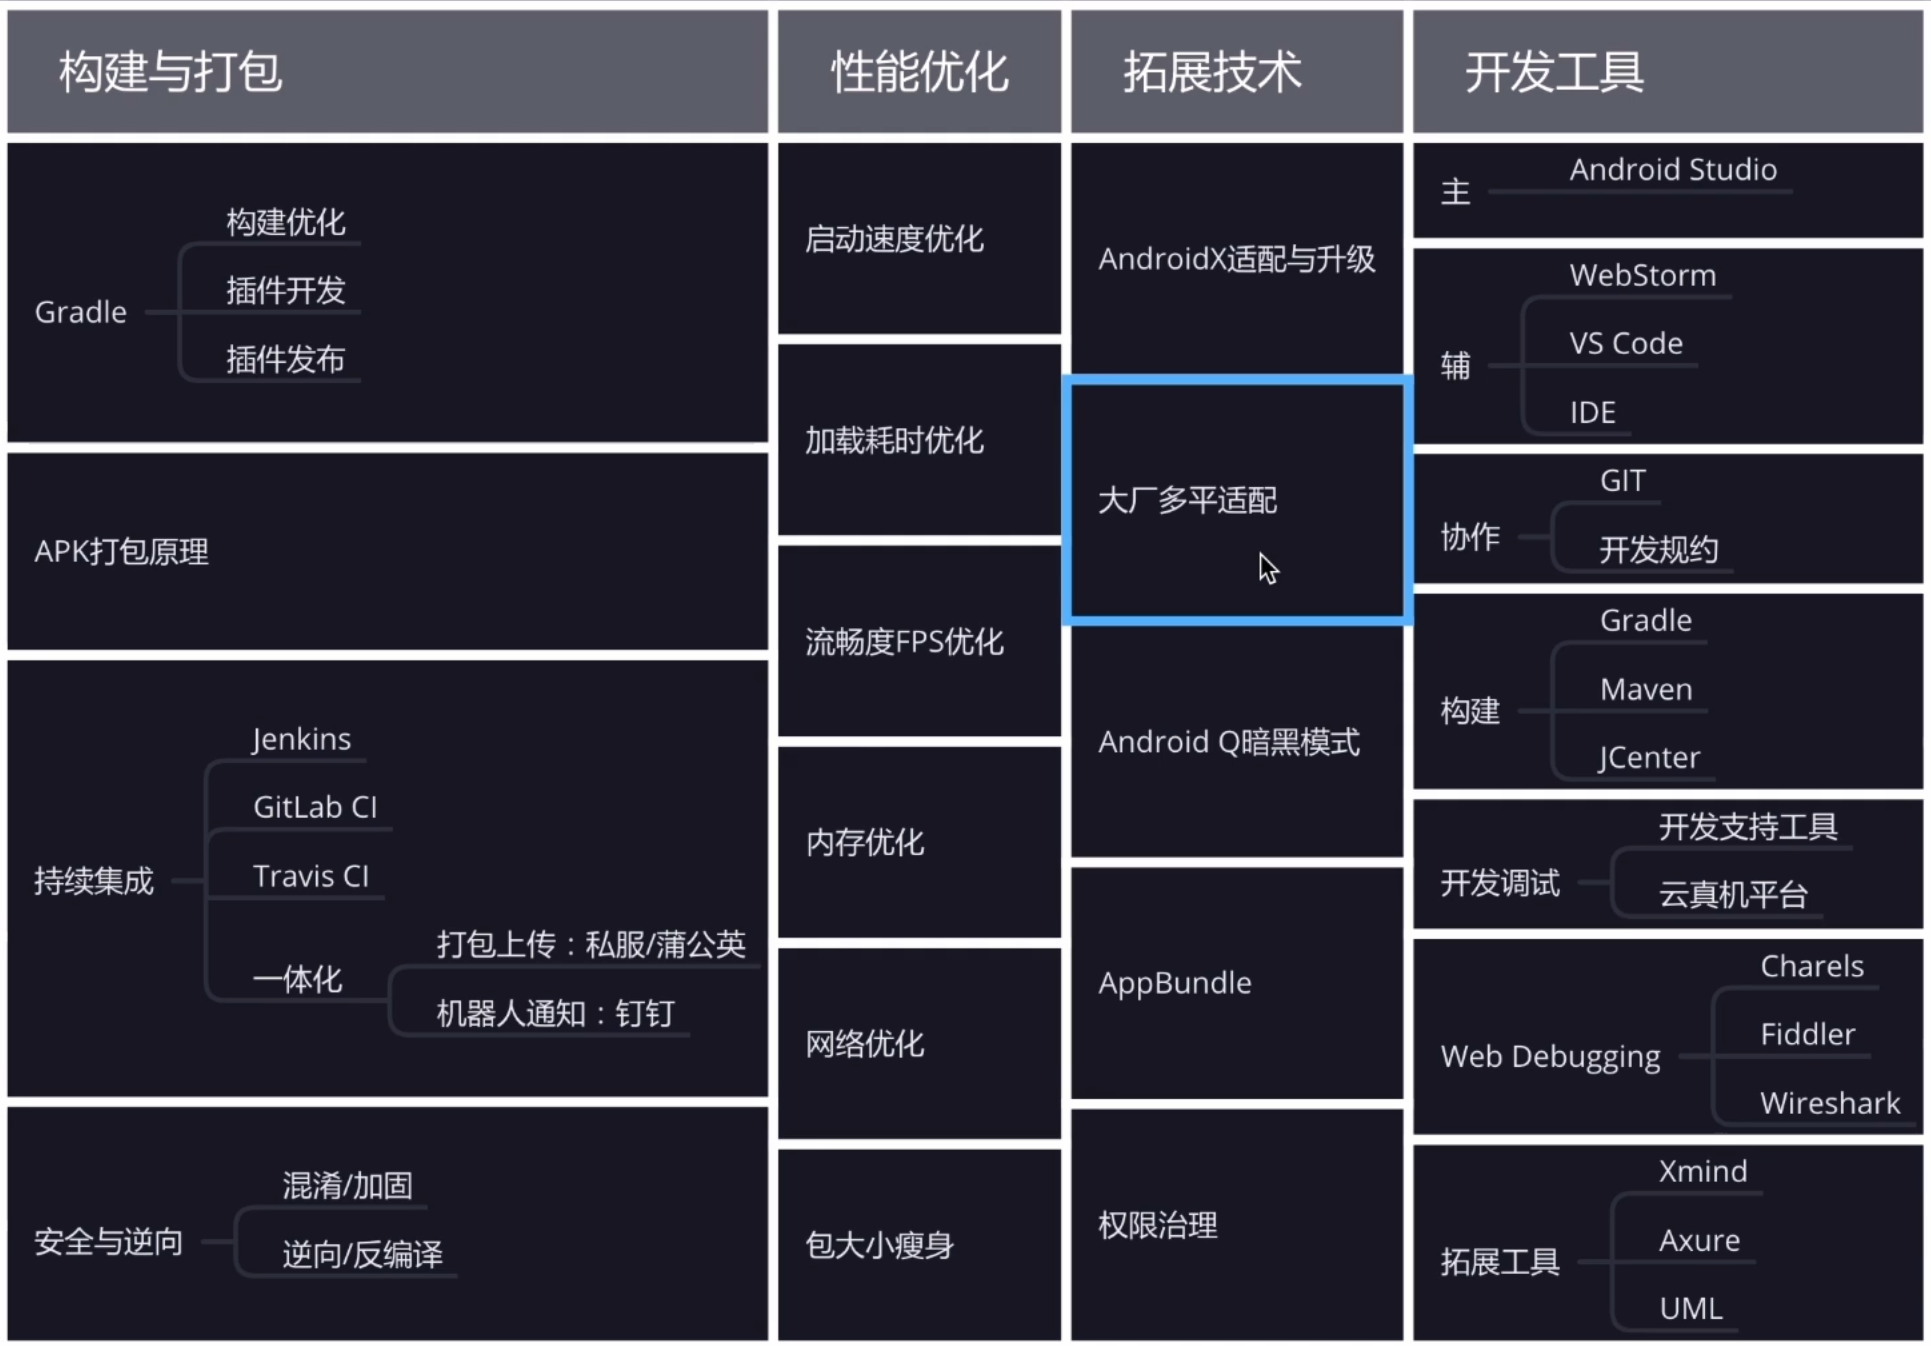 构建与打包
Gradle
构建优化
插件开发
插件发布
APK打包原理
持续集成
Jenkins
GitLab CI
Travis CI
一体化
打包上传：私服/蒲公英
机器人通知：钉钉
安全与逆向
混淆/加固
逆向/反编译
性能优化
启动速度优化
加载耗时优化
流畅度FPS优化
内存优化
网络优化
包大小瘦身
拓展技术
AndroidX适配与升级
大厂多平适配
Android Q暗黑模式
AppBundle
权限治理
开发工具
主
Android Studio
辅
WebStorm
VS Code
IDE
协作
GIT
开发规约
构建
Gradle
Maven
JCenter
开发调试
开发支持工具
云真机平台
Web Debugging
Charels
Fiddler
Wireshark
拓展工具
Xmind
Axure
UML